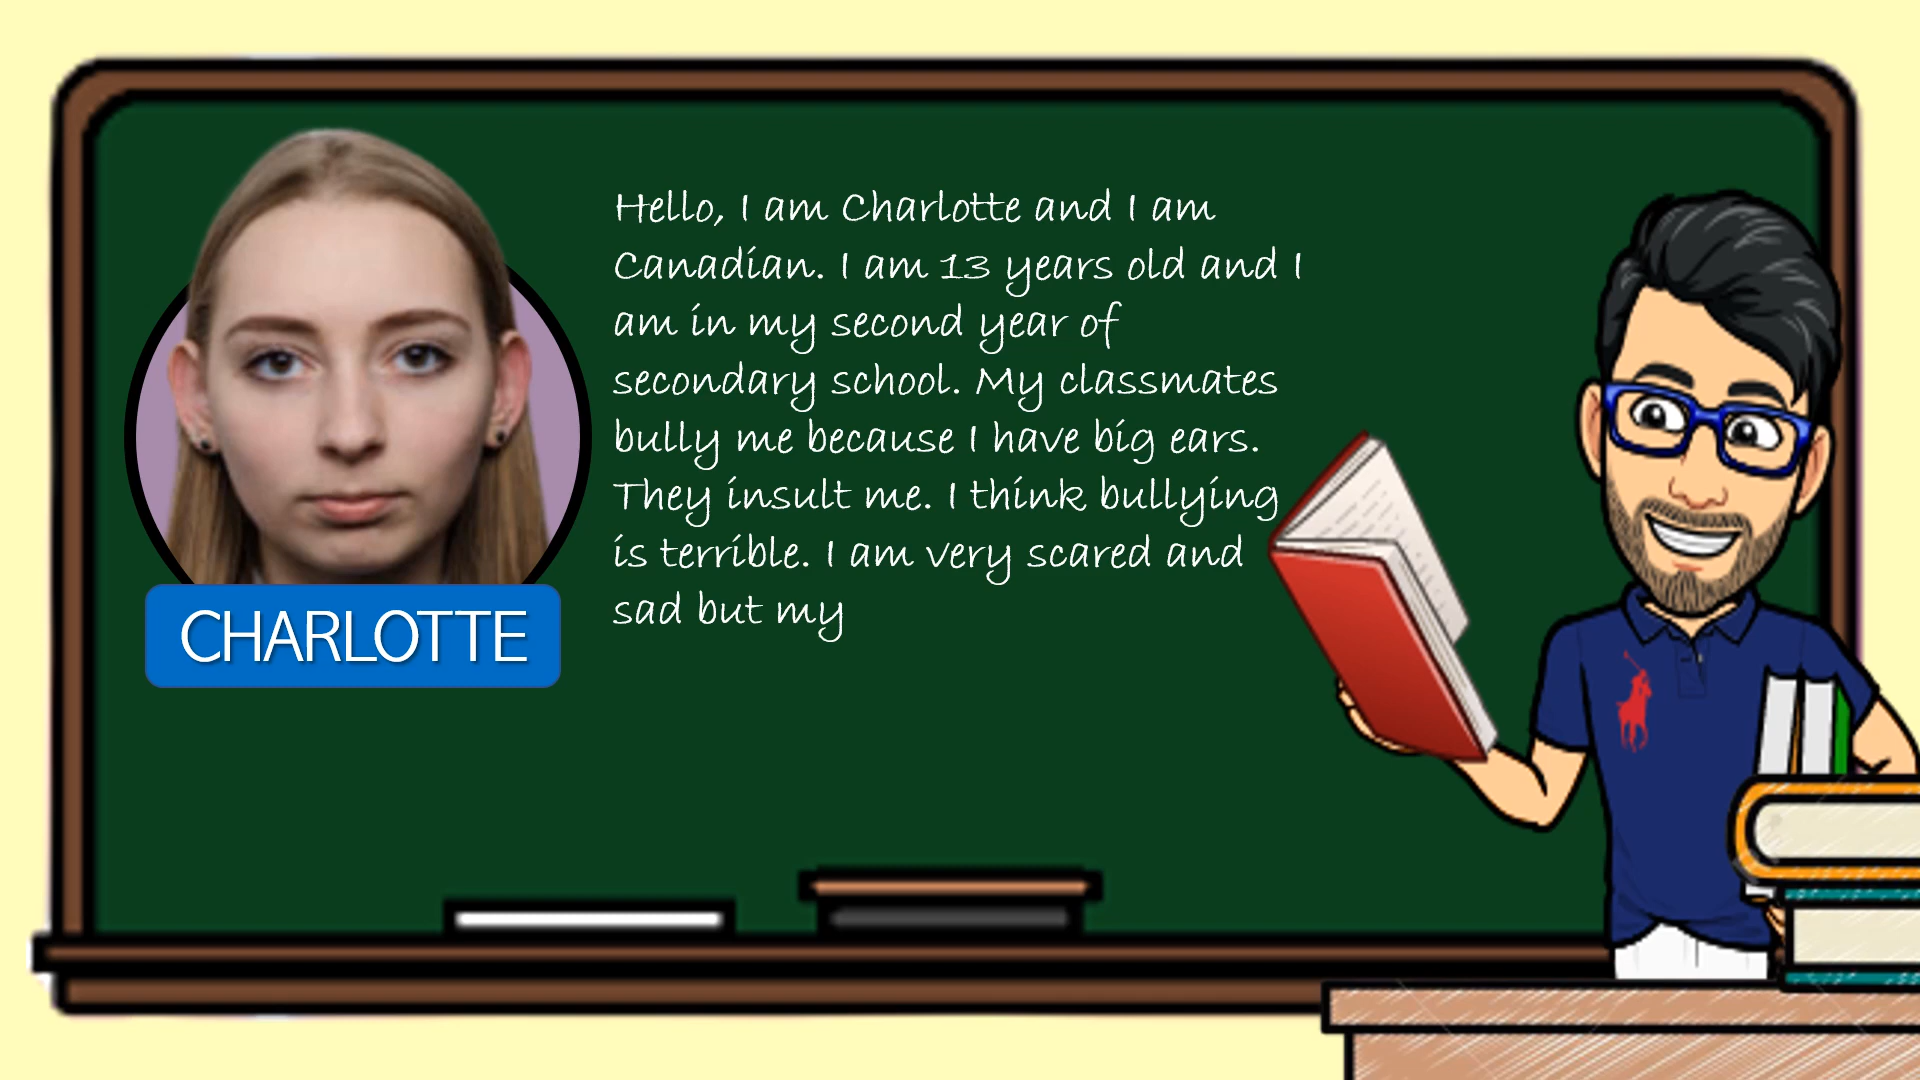 Hello, I am Charlotte and I am
Canadian. I am 13 years old and I
am in my second year of
secondary school. My classmates
bully me because I have big ears.
They insult me. I think bullying
is terrible. I am very scared and
sad but my
CHARLOTTE